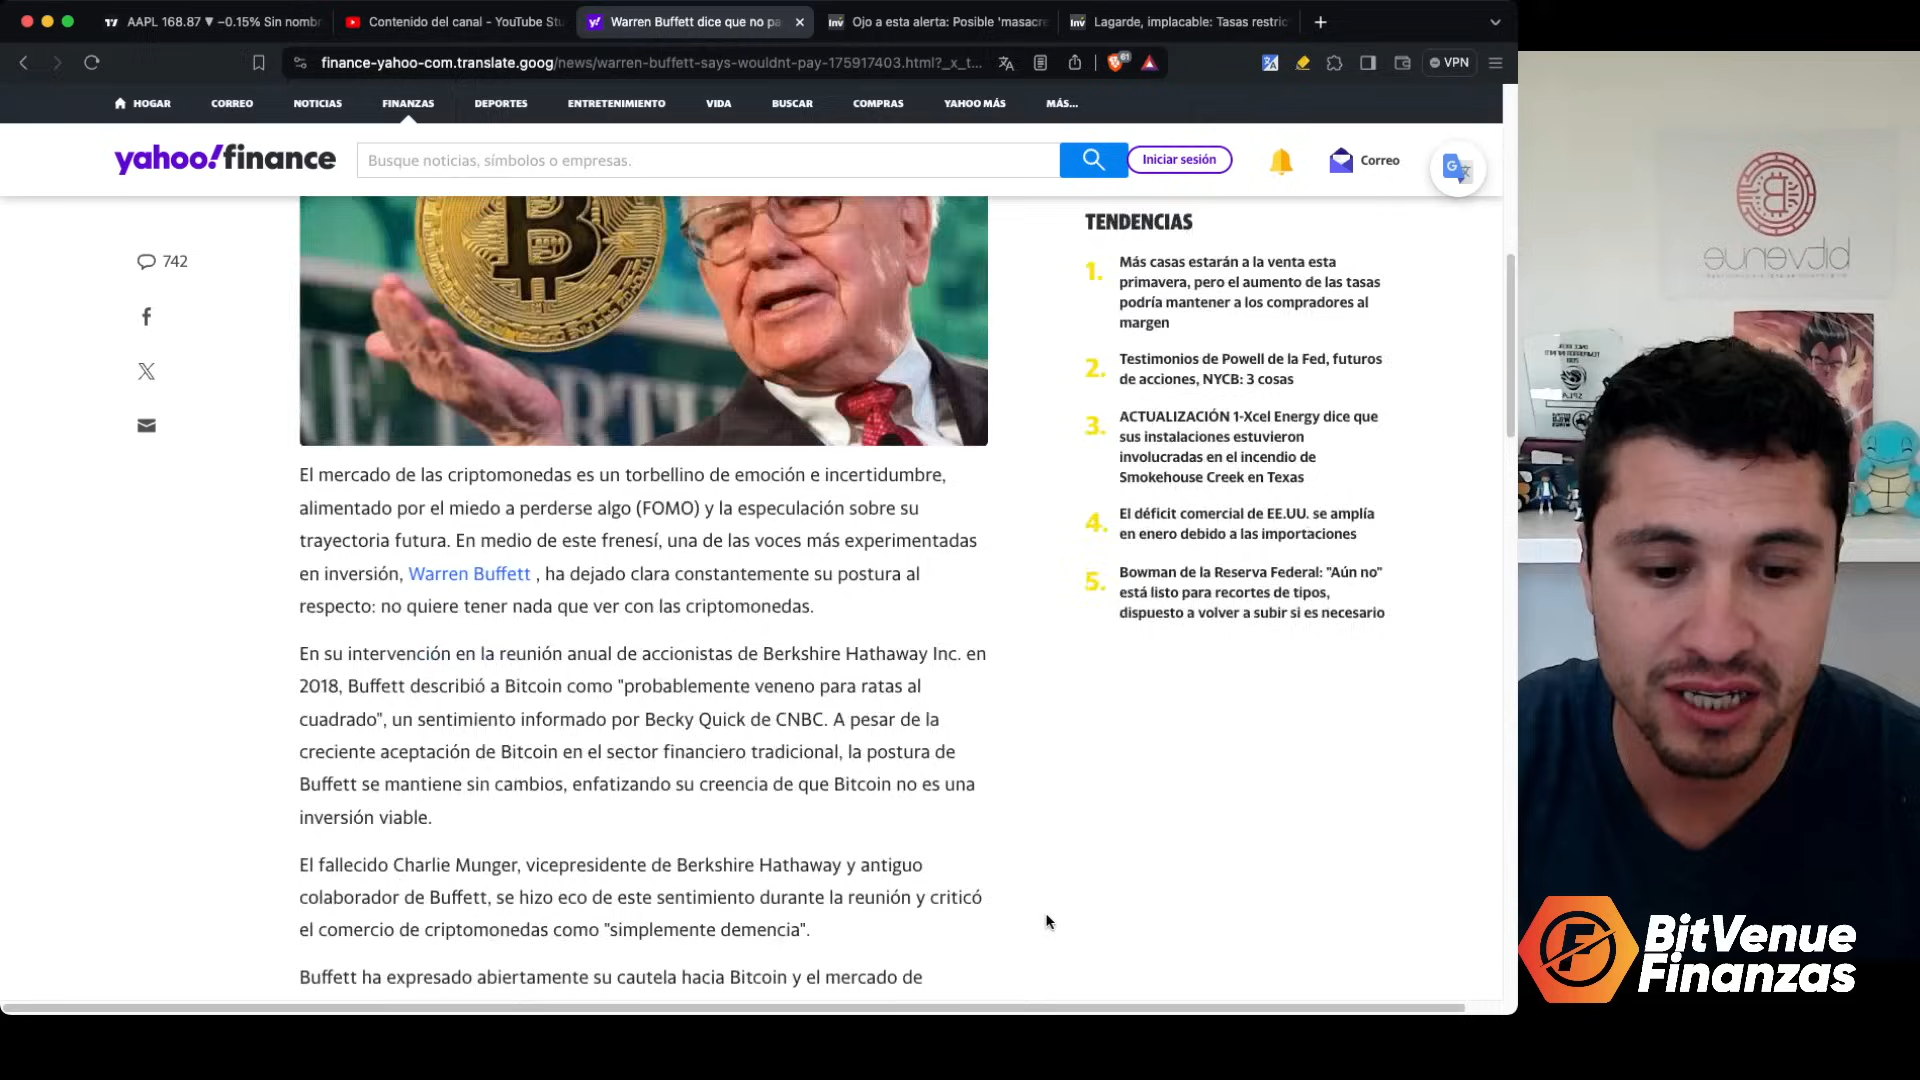 AAPL 168.87 ▼ −0.15% Sin nombr
Contenido del canal - YouTube Stu
Warren Buffett dice que no pa
Ojo a esta alerta: Posible 'masacre
Lagarde, implacable: Tasas restric
finance-yahoo-com.translate.goog/news/warren-buffett-says-wouldnt-pay-175917403.html?_x_t...
VPN
HOGAR CORREO NOTICIAS FINANZAS DEPORTES ENTRETENIMIENTO VIDA BUSCAR COMPRAS YAHOO MÁS MÁS...
yahoo!finance
Busque noticias, símbolos o empresas.
Iniciar sesión
Correo
742
TENDENCIAS
1. Más casas estarán a la venta esta
primavera, pero el aumento de las tasas
podría mantener a los compradores al
margen
2. Testimonios de Powell de la Fed, futuros
de acciones, NYCB: 3 cosas
3. ACTUALIZACIÓN 1-Xcel Energy dice que
sus instalaciones estuvieron
involucradas en el incendio de
Smokehouse Creek en Texas
4. El déficit comercial de EE.UU. se amplía
en enero debido a las importaciones
5. Bowman de la Reserva Federal: "Aún no"
está listo para recortes de tipos,
dispuesto a volver a subir si es necesario
El mercado de las criptomonedas es un torbellino de emoción e incertidumbre,
alimentado por el miedo a perderse algo (FOMO) y la especulación sobre su
trayectoria futura. En medio de este frenesí, una de las voces más experimentadas
en inversión, Warren Buffett , ha dejado clara constantemente su postura al
respecto: no quiere tener nada que ver con las criptomonedas.
En su intervención en la reunión anual de accionistas de Berkshire Hathaway Inc. en
2018, Buffett describió a Bitcoin como "probablemente veneno para ratas al
cuadrado", un sentimiento informado por Becky Quick de CNBC. A pesar de la
creciente aceptación de Bitcoin en el sector financiero tradicional, la postura de
Buffett se mantiene sin cambios, enfatizando su creencia de que Bitcoin no es una
inversión viable.
El fallecido Charlie Munger, vicepresidente de Berkshire Hathaway y antiguo
colaborador de Buffett, se hizo eco de este sentimiento durante la reunión y criticó
el comercio de criptomonedas como "simplemente demencia".
Buffett ha expresado abiertamente su cautela hacia Bitcoin y el mercado de
bitvenue
BitVenue
Finanzas